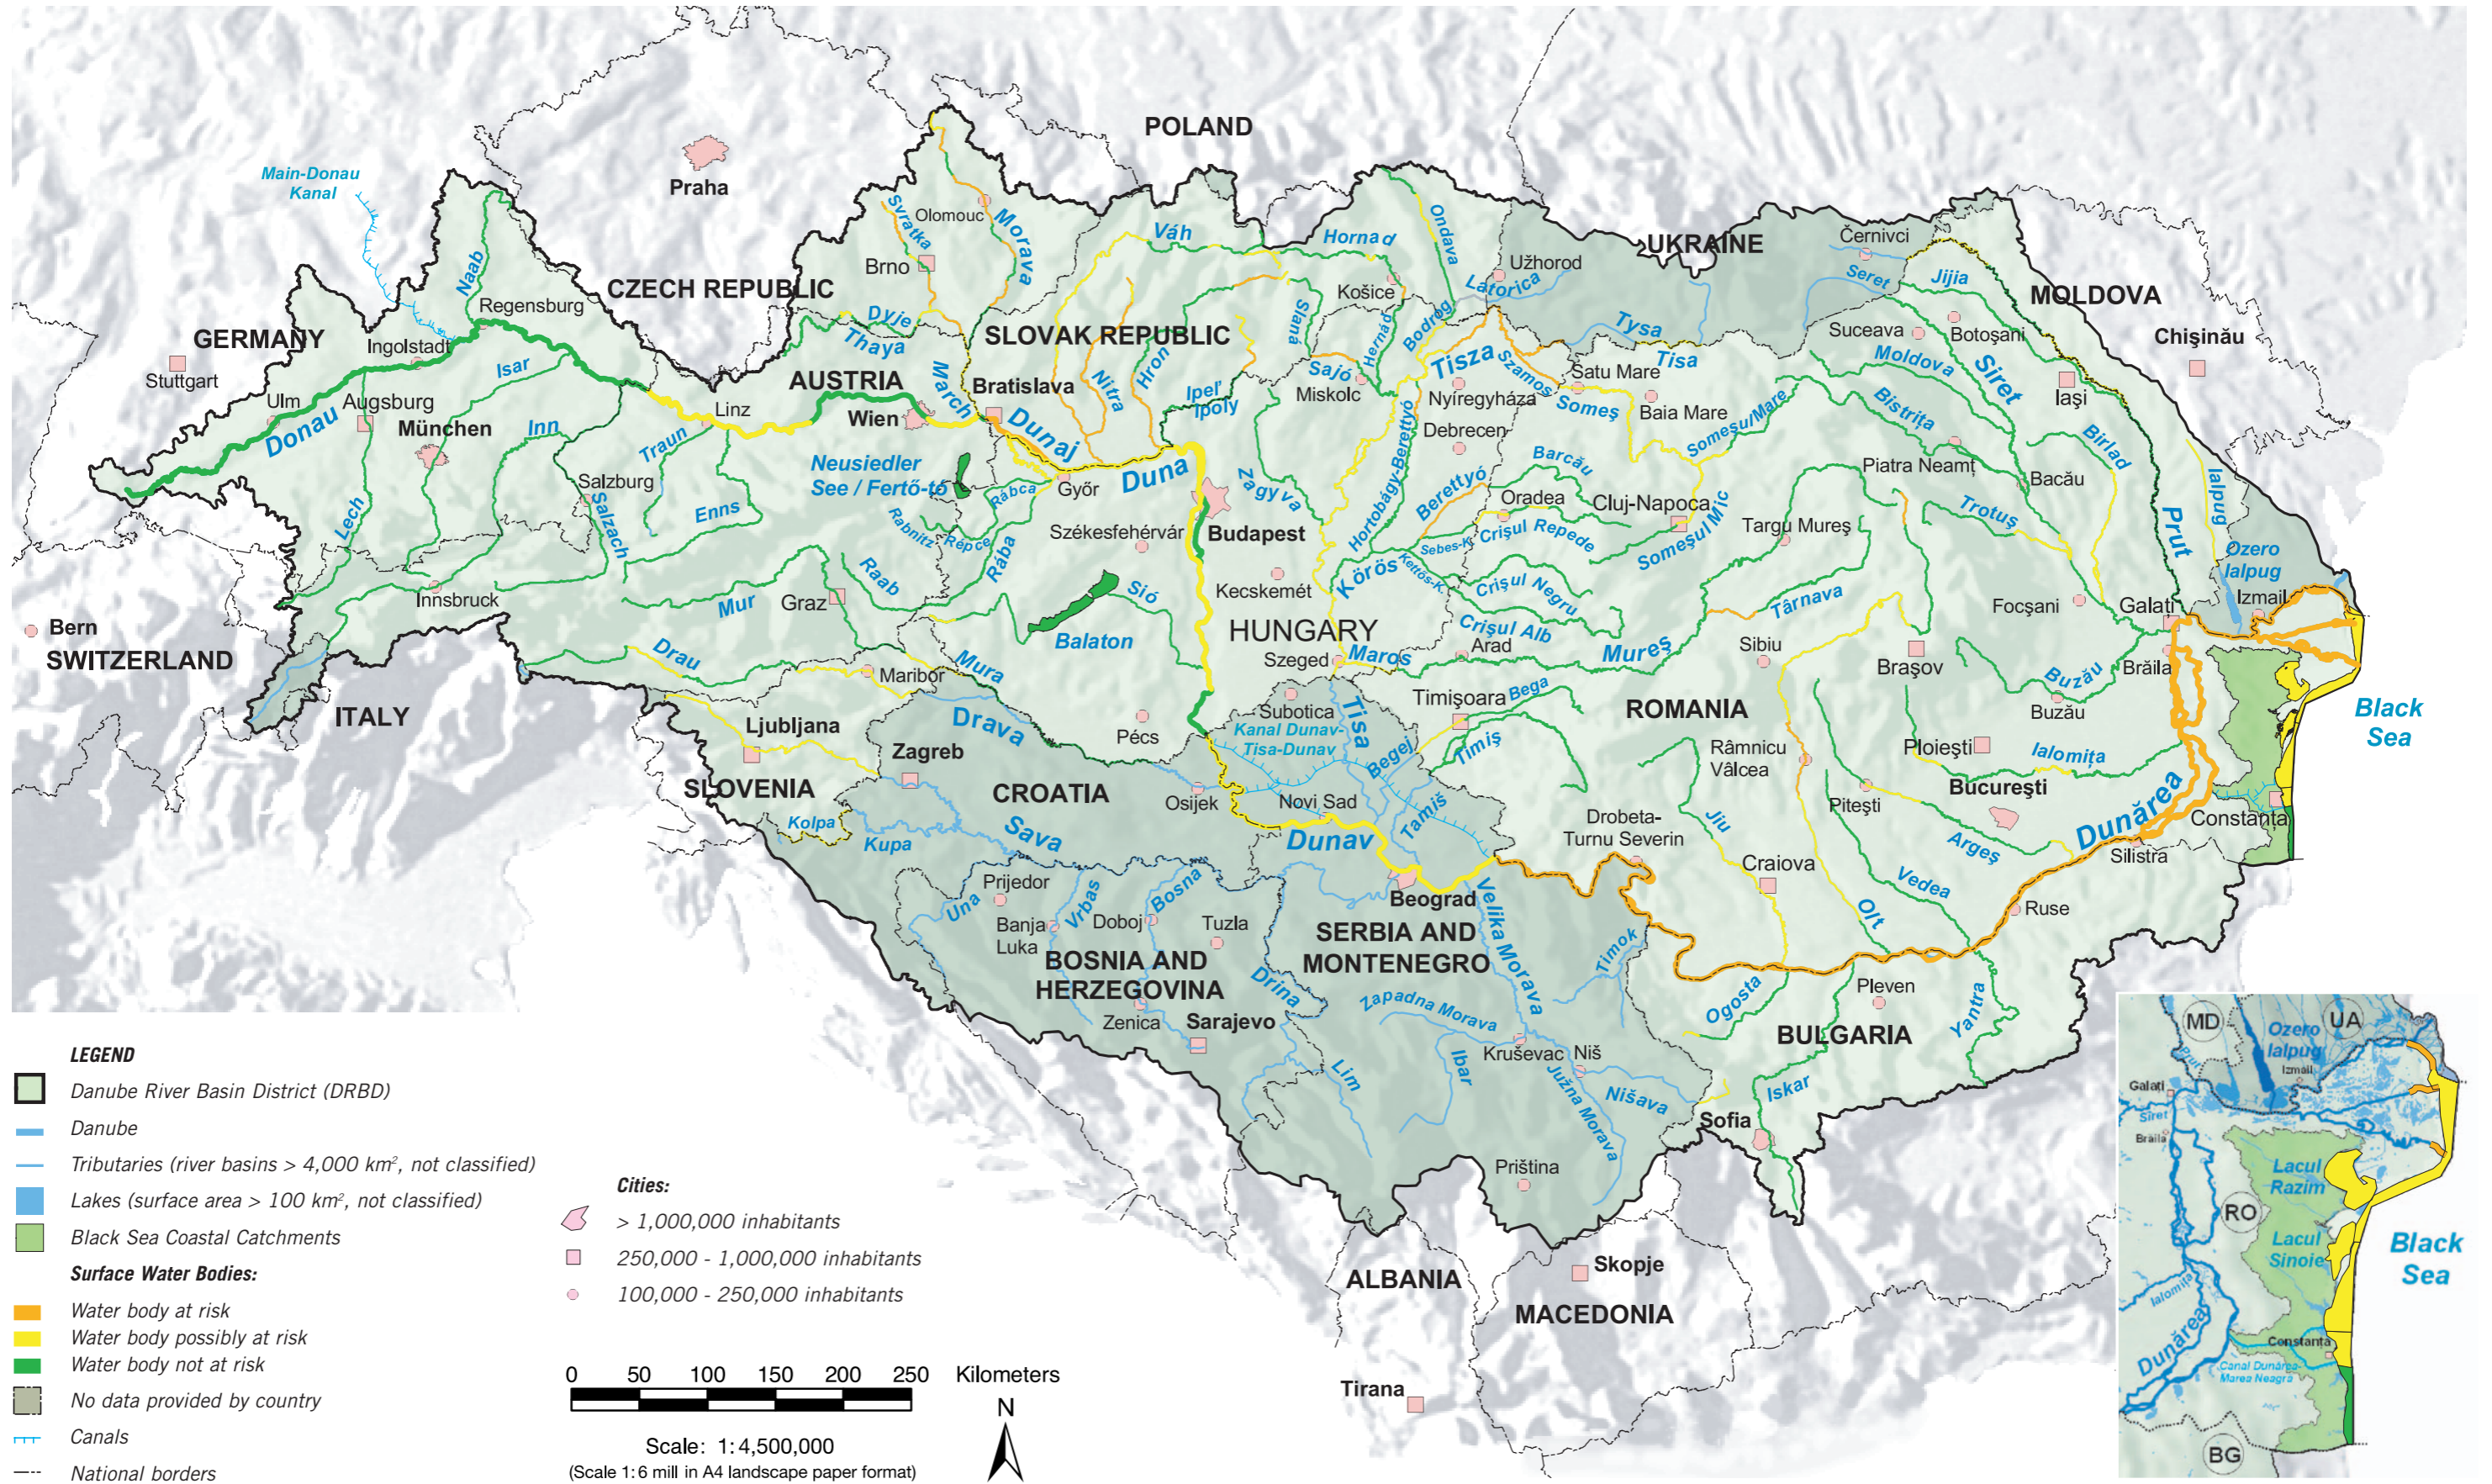 POLAND
Main-Donau
Kanal
Praha
Olomouc
Svratka
Morava
Váh
Hornad
Ondava
Užhorod
UKRAINE
Černivci
Brno
Latorica
Seret
Jijia
MOLDOVA
Naab
Regensburg
CZECH REPUBLIC
Košice
Dyje
SLOVAK REPUBLIC
Slaná
Hernád
Bodrog
Tysa
Suceava
Botoşani
Chişinău
GERMANY
Ingolstadt
Thaya
Tisza
Tisa
Moldova
Siret
Stuttgart
Isar
AUSTRIA
March
Bratislava
Nitra
Hron
Ipel'
Ipoly
Sajó
Miskolc
Szamos
Satu Mare
Nyíregyháza
Someş
Baia Mare
Iaşi
Ulm
Augsburg
Linz
Wien
Dunaj
Donau
München
Inn
Traun
Debrecen
Someşu/Mare
Bistriţa
Birlad
Neusiedler
See / Fertő-tó
Duna
Zagyva
Hortobágy-Berettyó
Barcău
Piatra Neamţ
Bacău
Ialpug
Salzburg
Salzach
Enns
Rábca
Győr
Berettyó
Oradea
Cluj-Napoca
Lech
Rabnitz
Répce
Rába
Székesfehérvár
Budapest
Sebes-K.
Crişul Repede
Someşul Mic
Targu Mureş
Trotuş
Prut
Ozero
Ialpug
Raab
Sió
Kecskemét
Körös
Kettős-K.
Crişul Negru
Innsbruck
Mur
Graz
Târnava
Focşani
Galaţi
Izmail
Bern
SWITZERLAND
Balaton
HUNGARY
Crişul Alb
Arad
Mureş
Sibiu
Braşov
Brăila
Drau
Maribor
Mura
Szeged
Maros
Buzău
Buzău
ITALY
Ljubljana
Zagreb
Drava
Pécs
Subotica
Kanal Dunav-
Tisa-Dunav
Tisa
Timişoara
Bega
ROMANIA
Black
Sea
Begej
Timiş
Râmnicu
Vâlcea
Ploieşti
Ialomiţa
SLOVENIA
CROATIA
Osijek
Novi Sad
Tamiš
Drobeta-
Turnu Severin
Jiu
Piteşti
Bucureşti
Dunărea
Constanţa
Kolpa
Kupa
Sava
Dunav
Argeş
Silistra
Prijedor
Una
Vrbas
Bosna
Beograd
Craiova
Vedea
Banja
Luka
Doboj
Tuzla
SERBIA AND
MONTENEGRO
Velika Morava
Timok
Olt
Ruse
BOSNIA AND
HERZEGOVINA
Drina
Zapadna Morava
Ogosta
Pleven
Yantra
Zenica
Sarajevo
Lim
Ibar
Kruševac
Niš
BULGARIA
Južna Morava
Nišava
Iskar
Sofia
Priština
ALBANIA
Skopje
MACEDONIA
Tirana
LEGEND
Danube River Basin District (DRBD)
Danube
Tributaries (river basins > 4,000 km², not classified)
Lakes (surface area > 100 km², not classified)
Black Sea Coastal Catchments
Surface Water Bodies:
Water body at risk
Water body possibly at risk
Water body not at risk
No data provided by country
Canals
National borders
Cities:
> 1,000,000 inhabitants
250,000 - 1,000,000 inhabitants
100,000 - 250,000 inhabitants
0 50 100 150 200 250 Kilometers
Scale: 1:4,500,000
(Scale 1:6 mill in A4 landscape paper format)
N
MD
UA
Ozero
Ialpug
Izmail
Prut
Galaţi
Siret
Brăila
Lacul
Razim
RO
Lacul
Sinoie
Black
Sea
Ialomiţa
Dunărea
Constanţa
Canal Dunărea-
Marea Neagră
BG